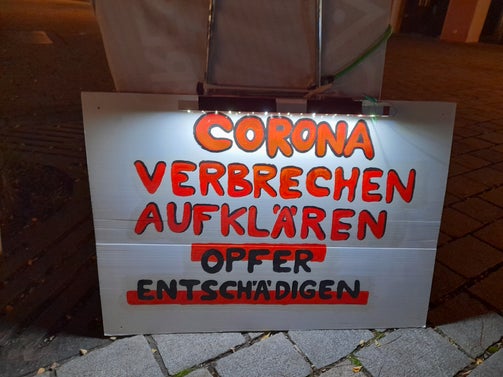 CORONA
VERBRECHEN
AUFKLÄREN
OPFER
ENTSCHÄDIGEN